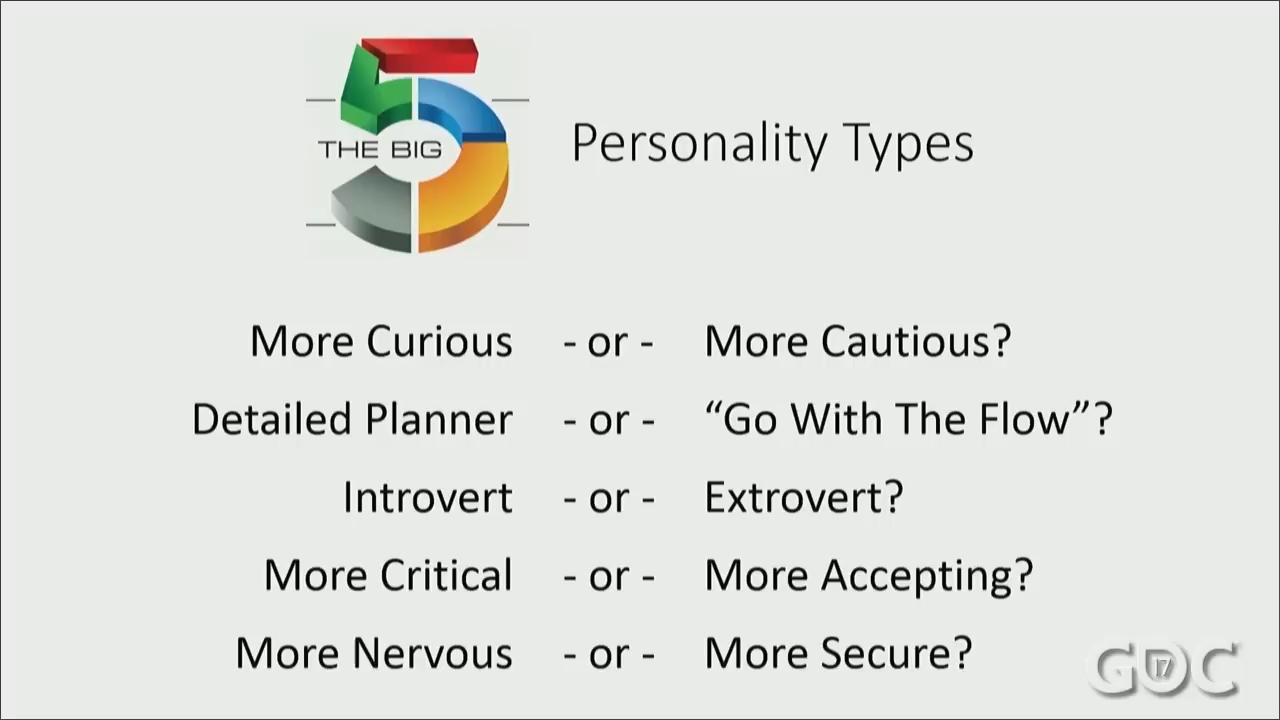 THE BIG
Personality Types
More Curious - or - More Cautious?
Detailed Planner - or - “Go With The Flow”?
Introvert - or - Extrovert?
More Critical - or - More Accepting?
More Nervous - or - More Secure?
GDC
17